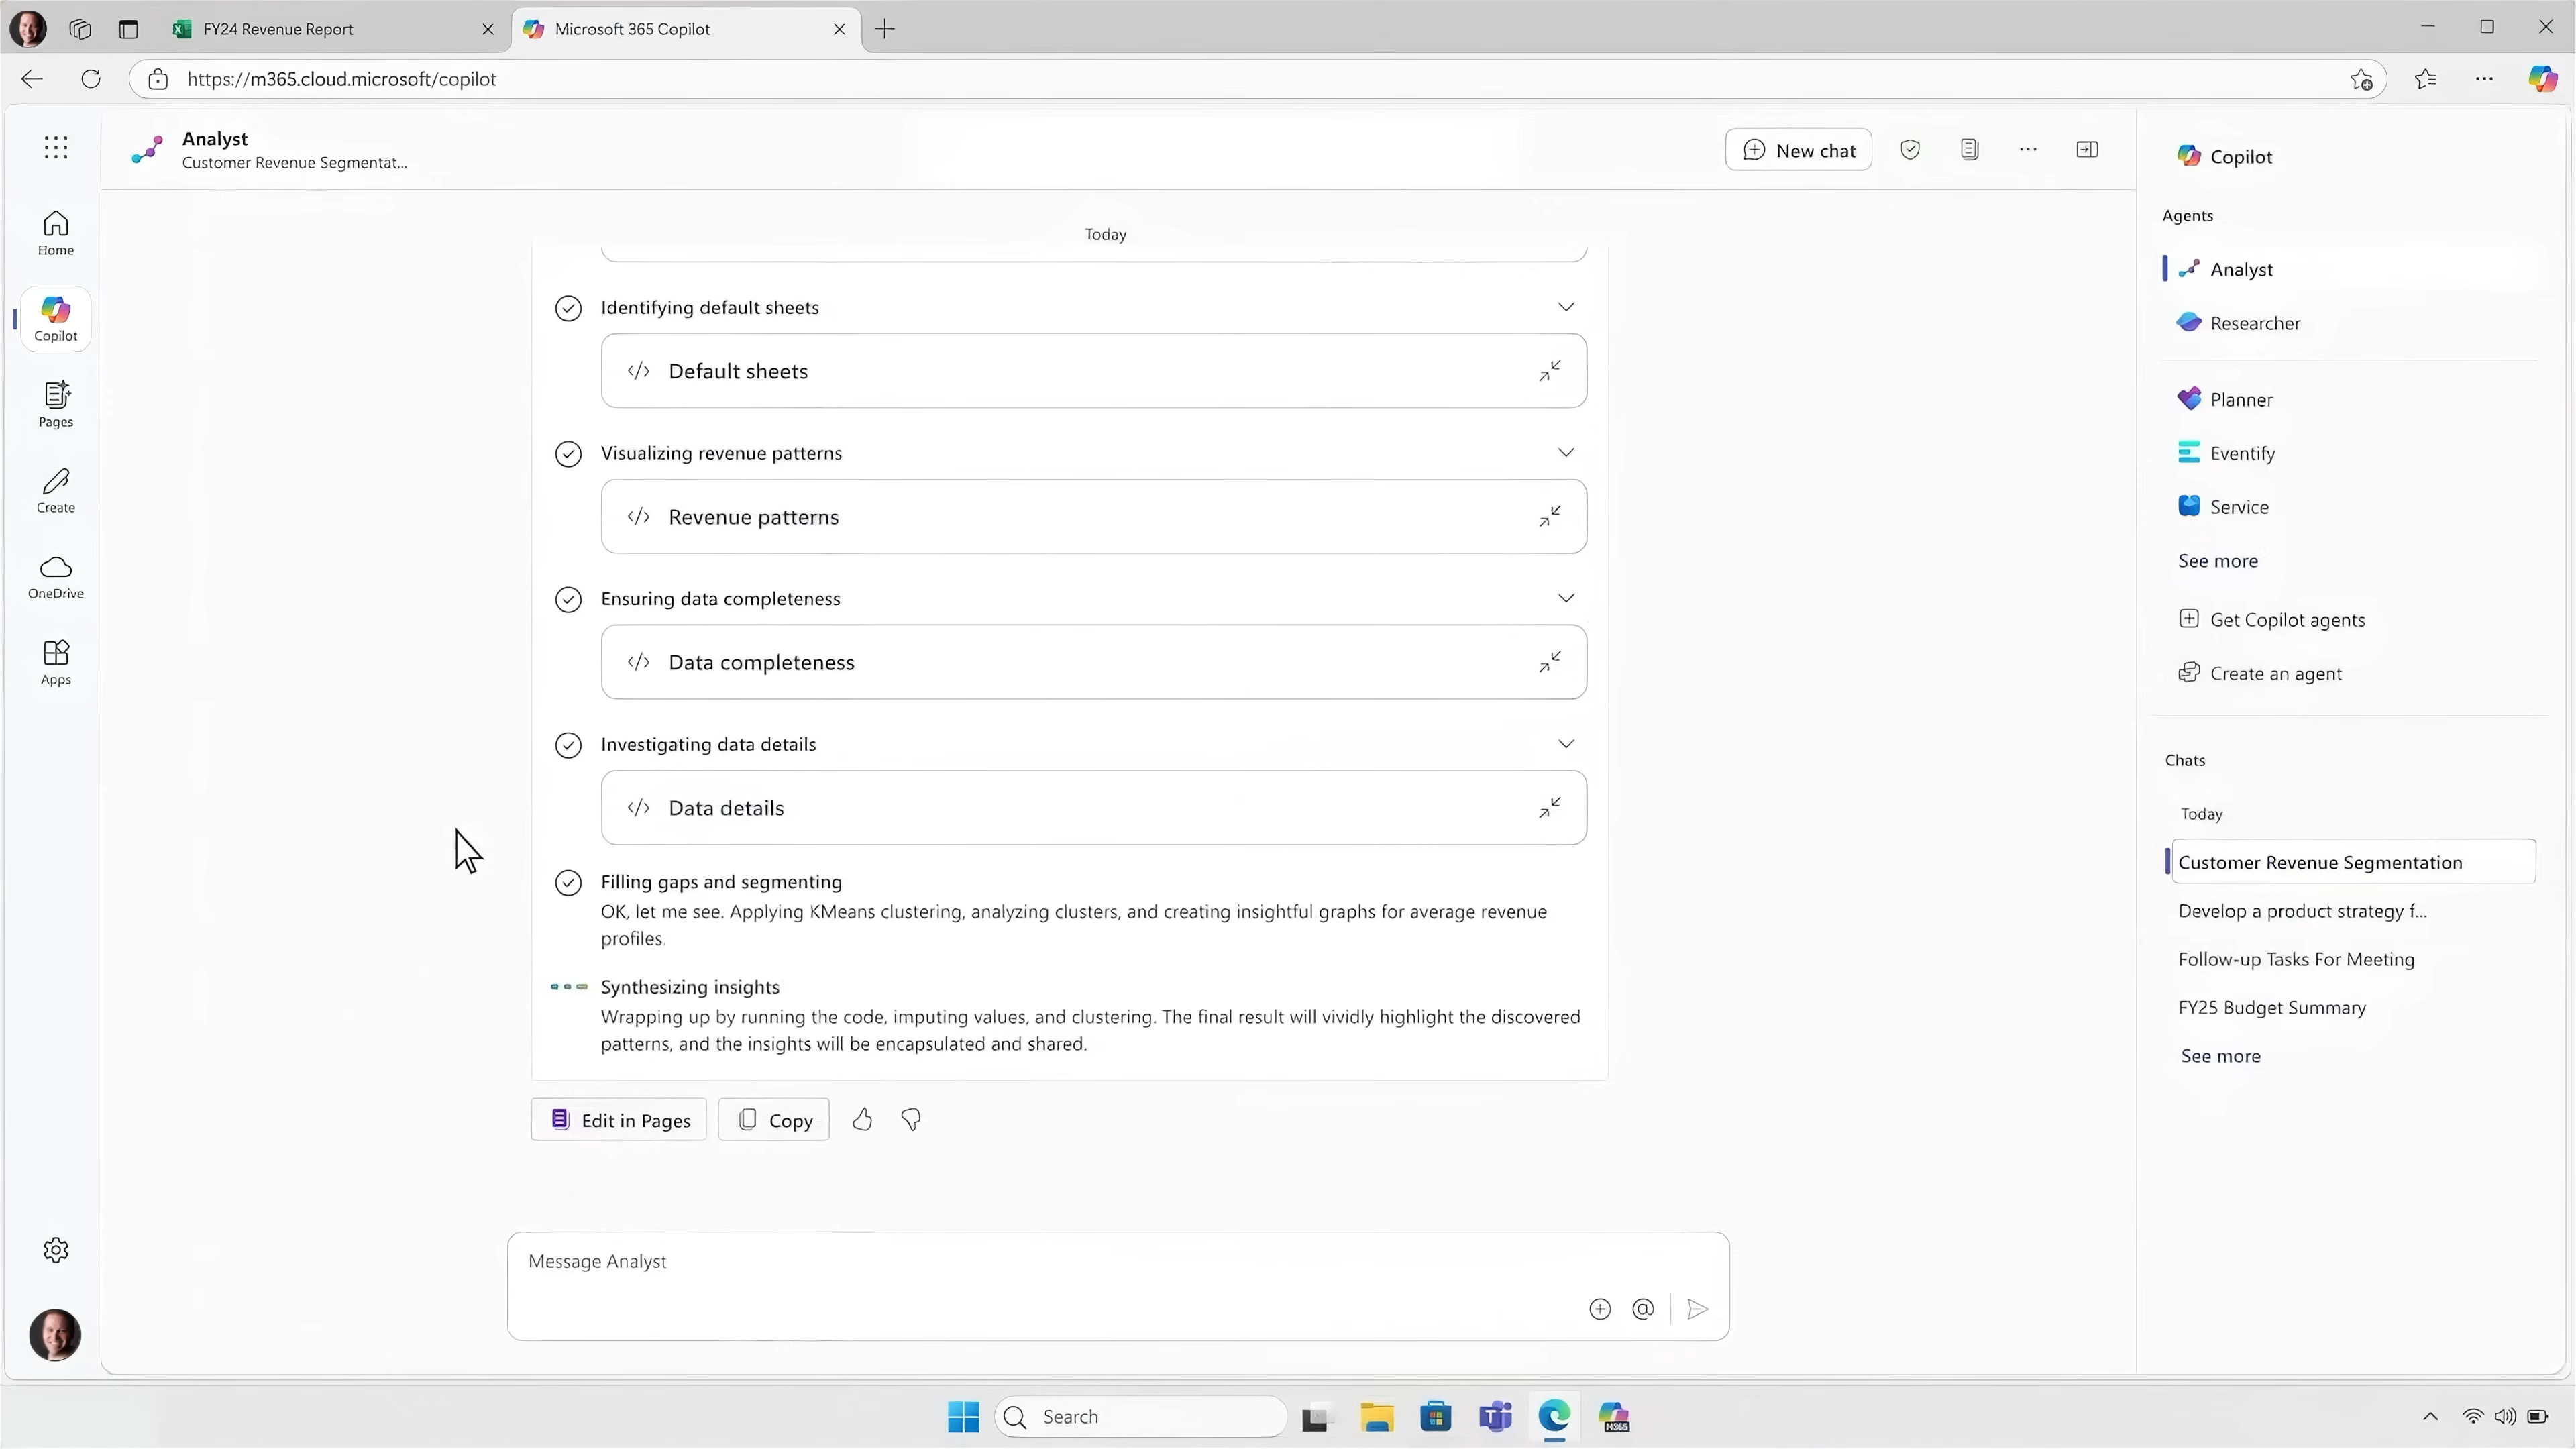 FY24 Revenue Report
Microsoft 365 Copilot
https://m365.cloud.microsoft/copilot
Analyst
Customer Revenue Segmentat...
New chat
Home
Copilot
Pages
Create
OneDrive
Apps
Today
Identifying default sheets
</> Default sheets
Visualizing revenue patterns
</> Revenue patterns
Ensuring data completeness
</> Data completeness
Investigating data details
</> Data details
Filling gaps and segmenting
OK, let me see. Applying KMeans clustering, analyzing clusters, and creating insightful graphs for average revenue
profiles.
Synthesizing insights
Wrapping up by running the code, imputing values, and clustering. The final result will vividly highlight the discovered
patterns, and the insights will be encapsulated and shared.
Edit in Pages
Copy
Message Analyst
Copilot
Agents
Analyst
Researcher
Planner
Eventify
Service
See more
Get Copilot agents
Create an agent
Chats
Today
Customer Revenue Segmentation
Develop a product strategy f...
Follow-up Tasks For Meeting
FY25 Budget Summary
See more
Search
M365